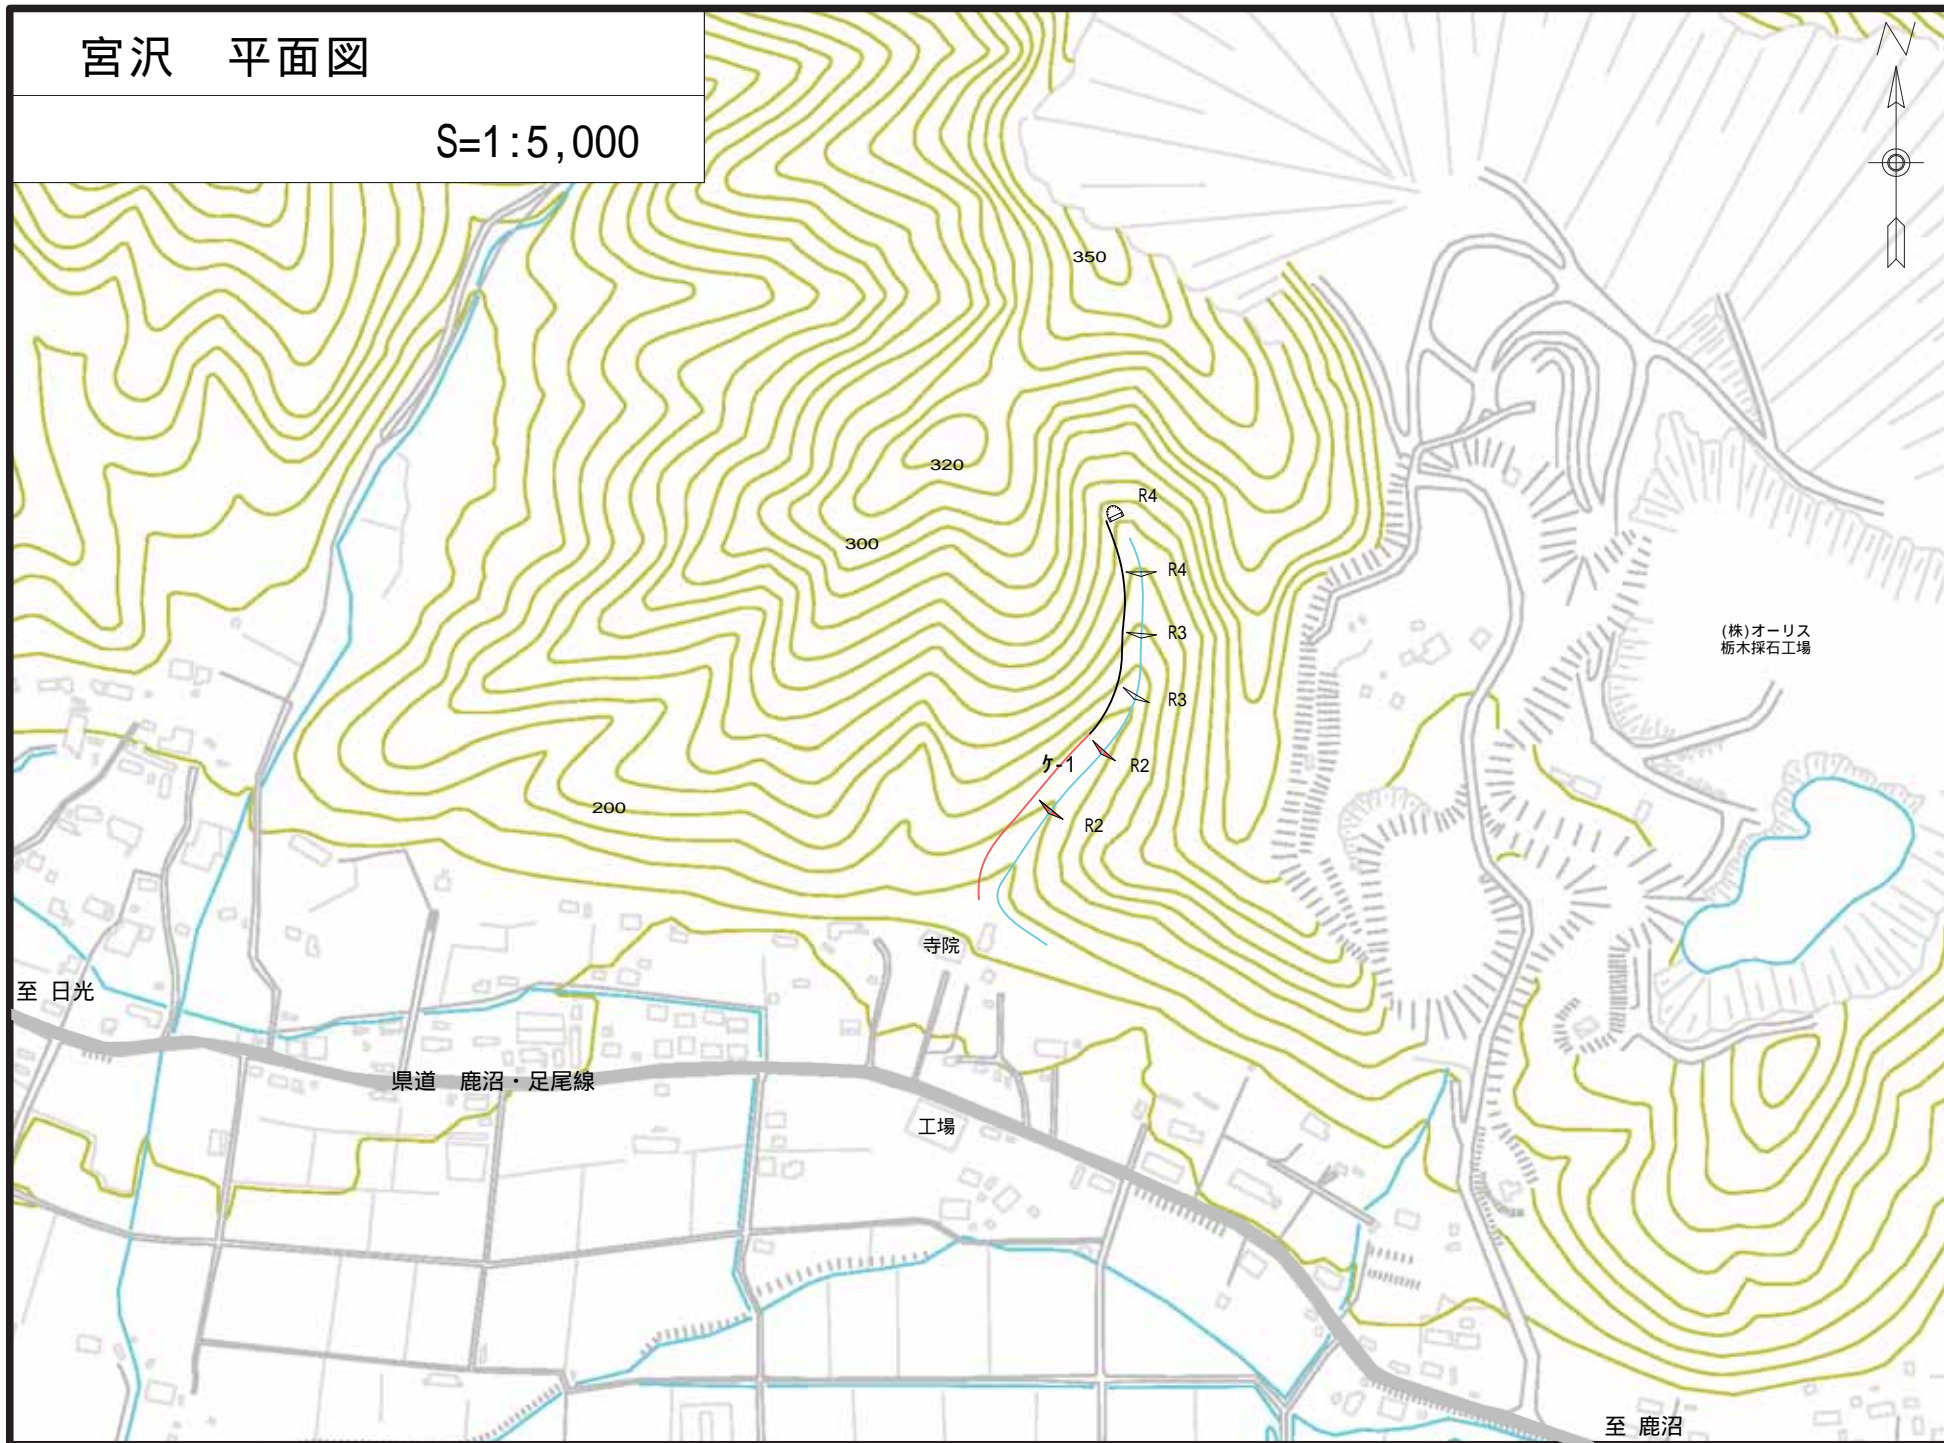 宮沢　平面図
S=1:5,000
N
350
320
R4
300
R4
R3
(株)オーリス
栃木採石工場
R3
ｹ-1
R2
200
R2
寺院
至 日光
県道　鹿沼・足尾線
工場
至 鹿沼